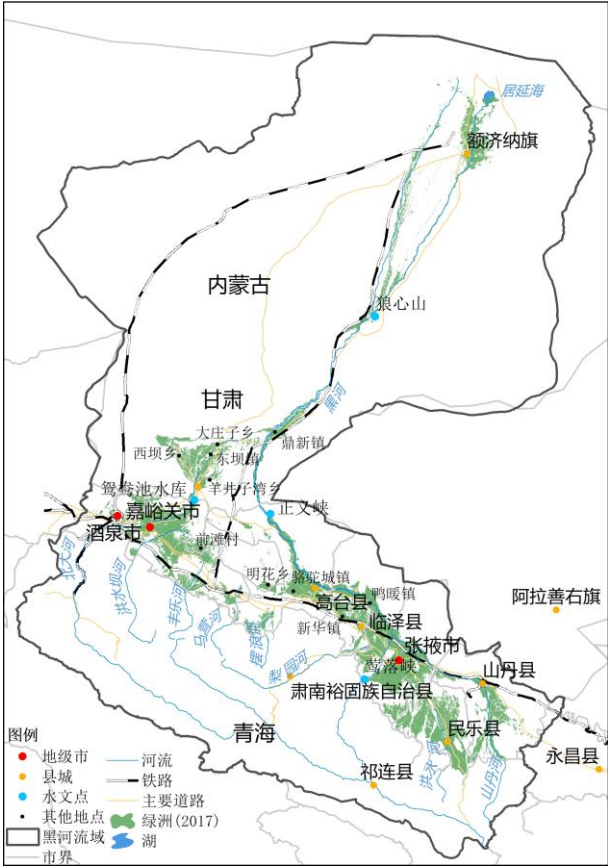 居延海
额济纳旗
内蒙古
狼心山
黑河
甘肃
大庄子乡
鼎新镇
西坝乡
东坝镇
鸳鸯池水库
羊井子湾乡
嘉峪关市
正义峡
酒泉市
前滩村
北大河
洪水坝河
丰乐河
马营河
摆浪河
明花乡
骆驼城镇
高台县
鸭暖镇
阿拉善右旗
新华镇
临泽县
张掖市
梨园河
莺落峡
山丹县
肃南裕固族自治县
青海
民乐县
永昌县
祁连县
洪水河
山丹河
图例
地级市
河流
县城
铁路
水文点
主要道路
其他地点
绿洲(2017)
黑河流域
湖
市界